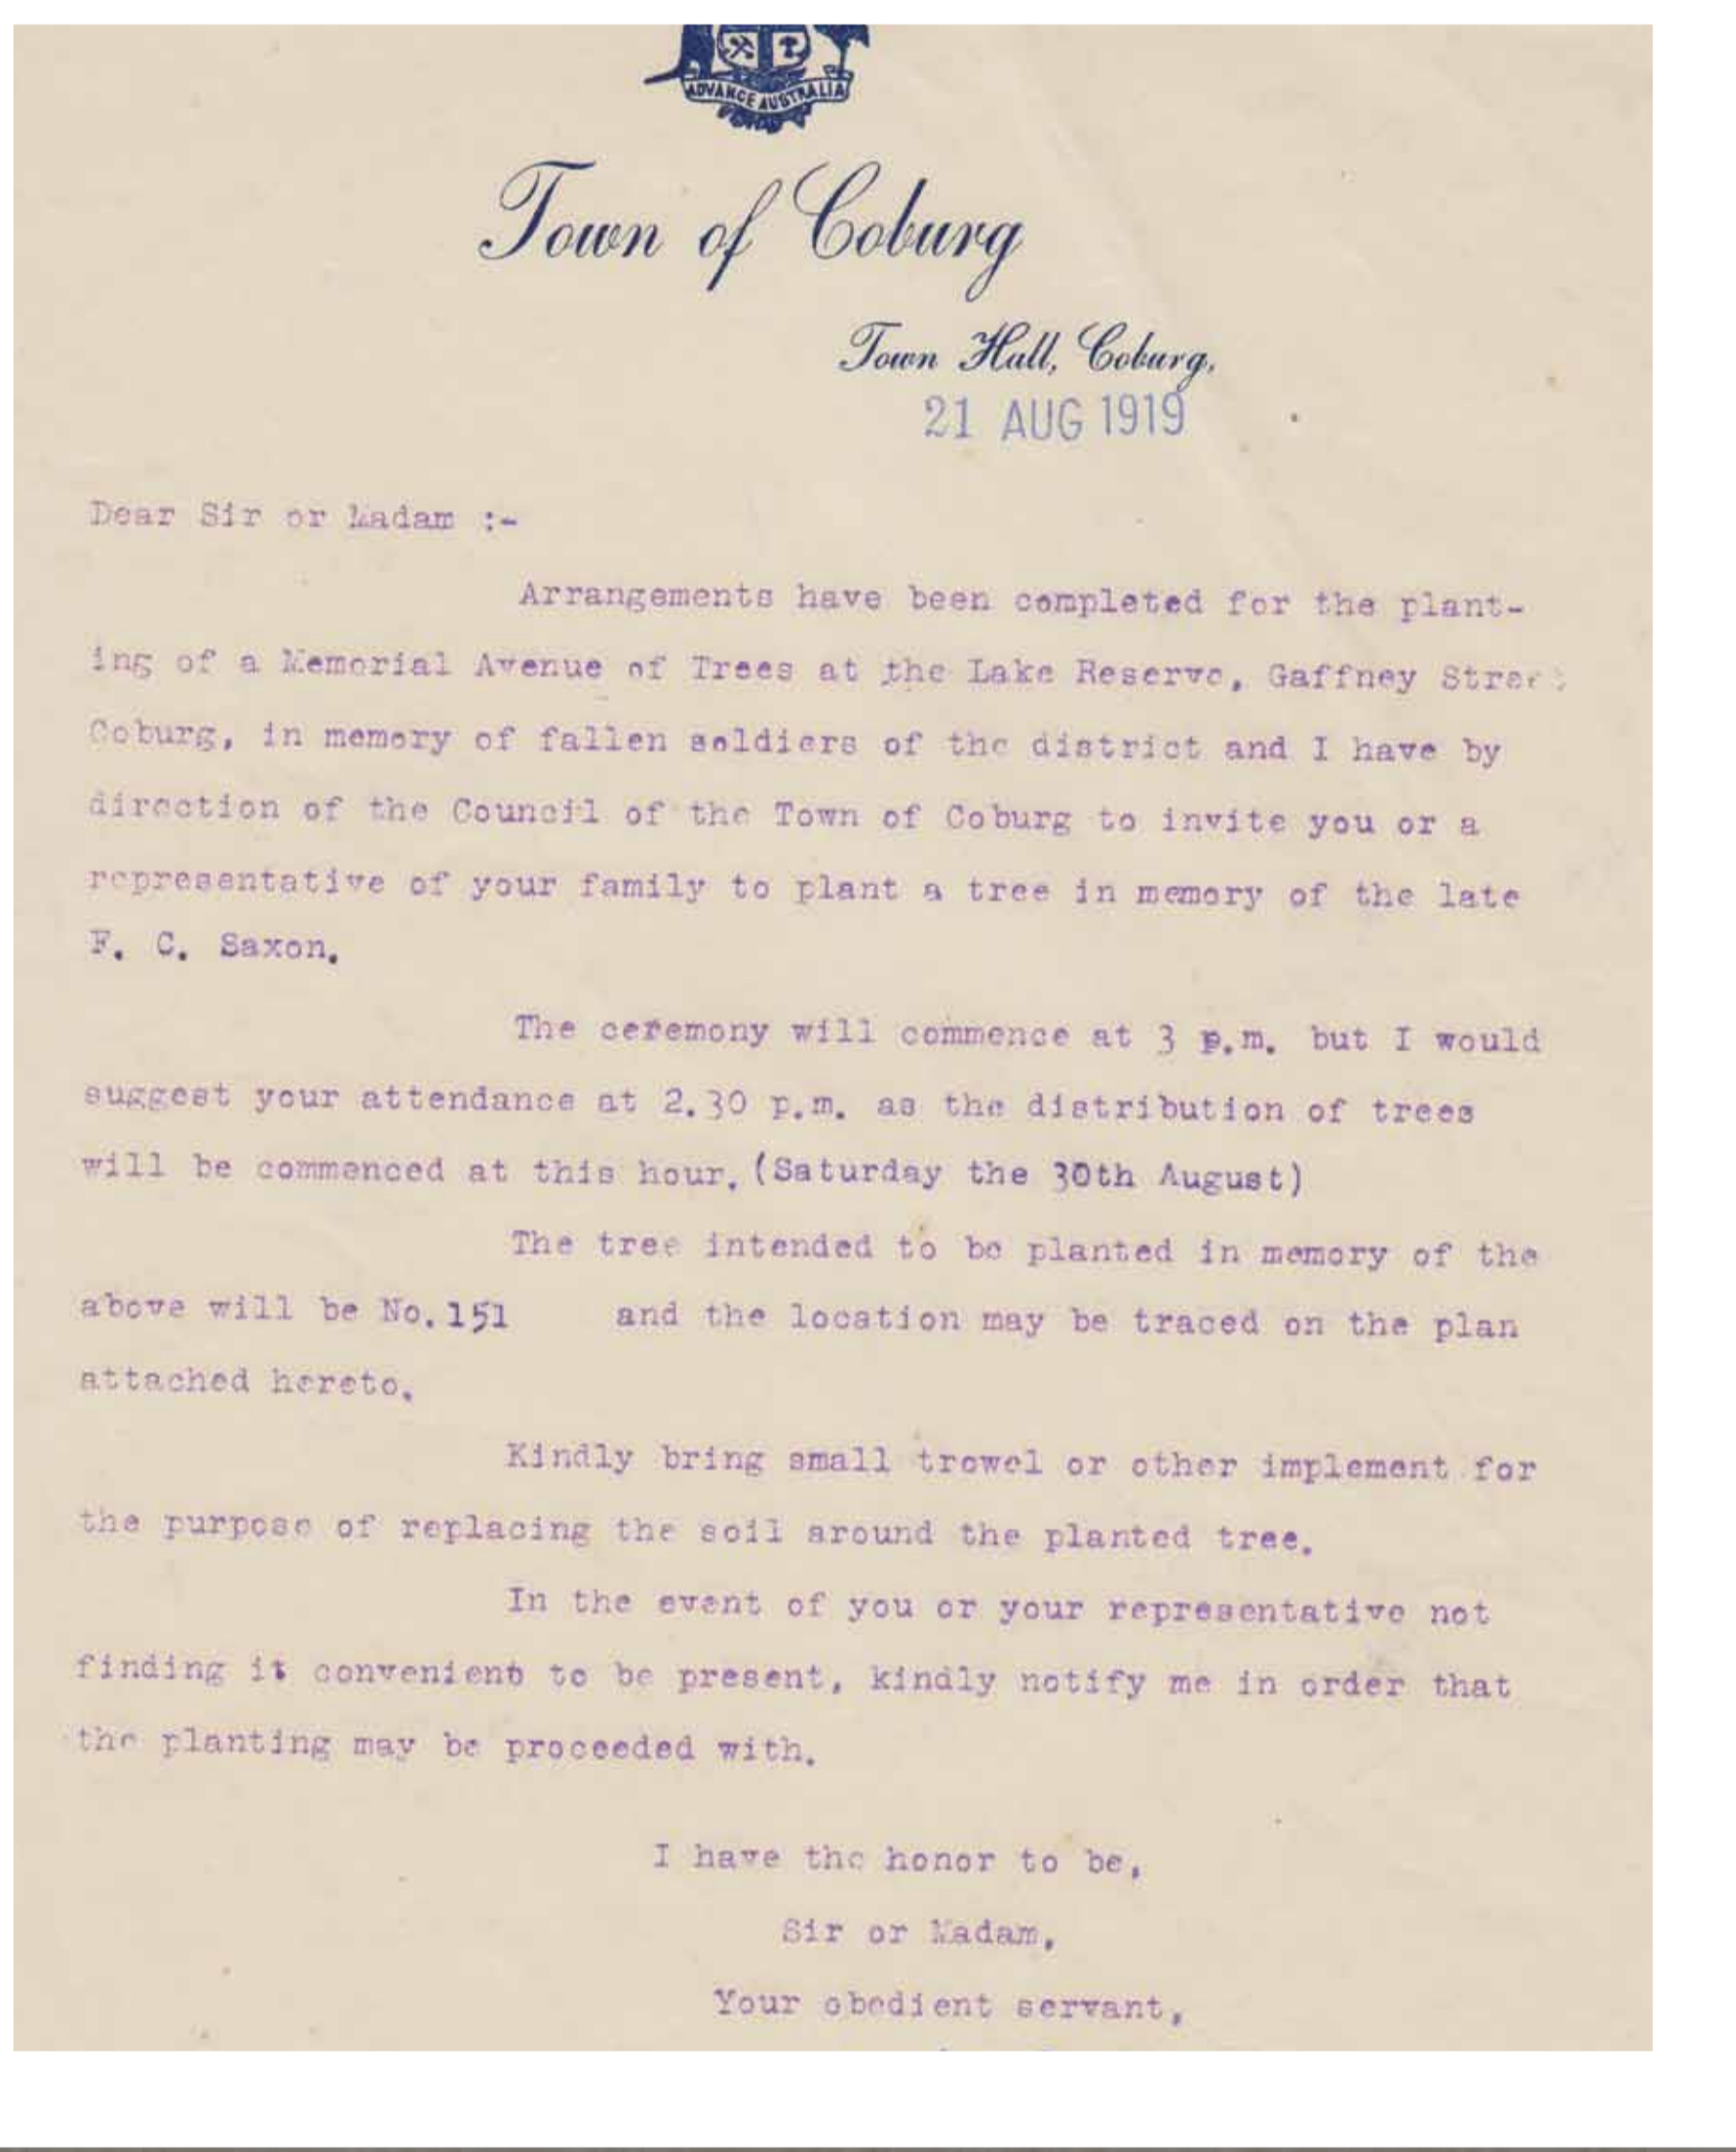 ADVANCE AUSTRALIA
Town of Coburg
Town Hall, Coburg,
21 AUG 1919
Dear Sir or Madam :-
Arrangements have been completed for the plant-
ing of a Memorial Avenue of Trees at the Lake Reserve, Gaffney Street
Coburg, in memory of fallen soldiers of the district and I have by
direction of the Council of the Town of Coburg to invite you or a
representative of your family to plant a tree in memory of the late
F. C. Saxon.
The ceremony will commence at 3 p.m. but I would
suggest your attendance at 2.30 p.m. as the distribution of trees
will be commenced at this hour. (Saturday the 30th August)
The tree intended to be planted in memory of the
above will be No. 151 and the location may be traced on the plan
attached hereto.
Kindly bring small trowel or other implement for
the purpose of replacing the soil around the planted tree.
In the event of you or your representative not
finding it convenient to be present, kindly notify me in order that
the planting may be proceeded with.
I have the honor to be,
Sir or Madam,
Your obedient servant,